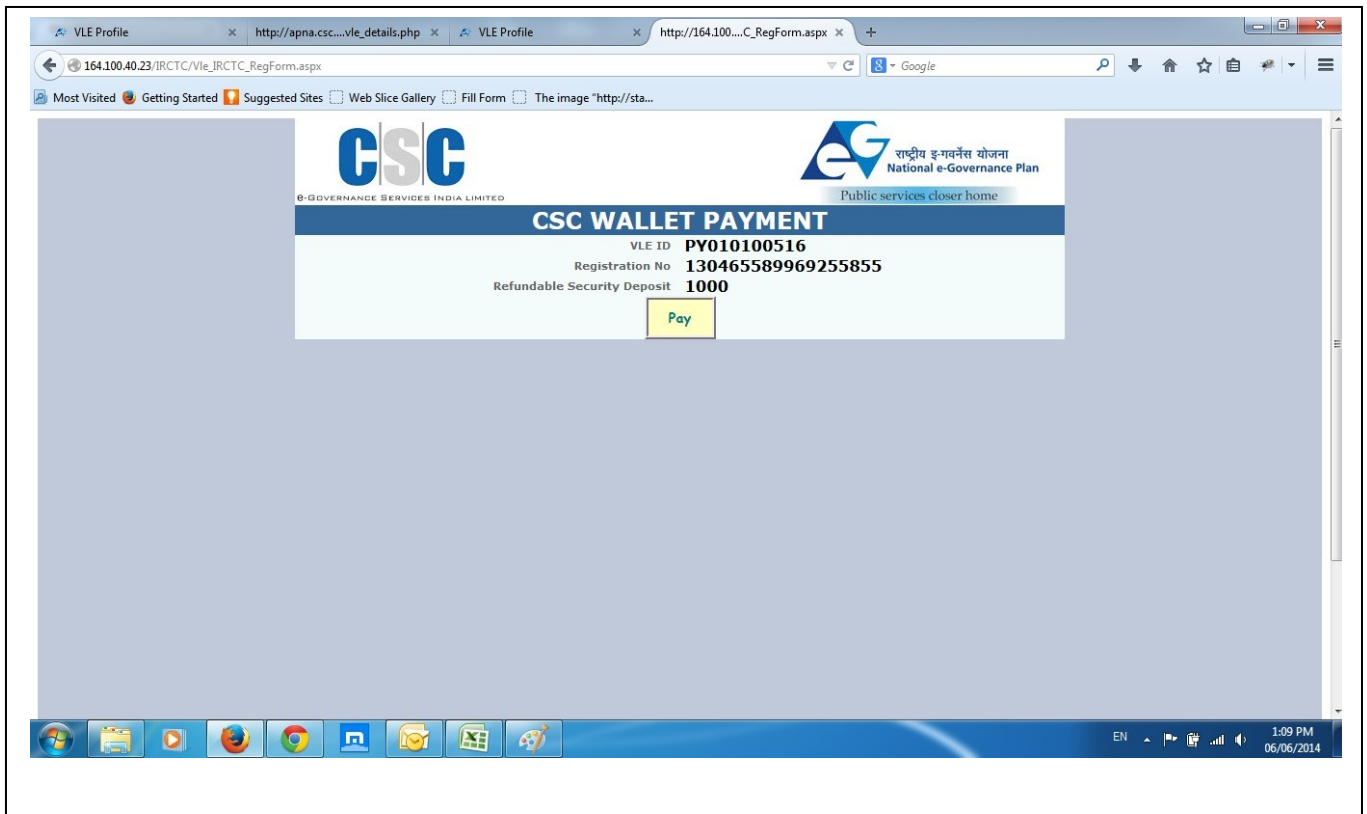 VLE Profile
http://apna.csc....vle_details.php
VLE Profile
http://164.100....C_RegForm.aspx
164.100.40.23/IRCTC/Vle_IRCTC_RegForm.aspx
Google
Most Visited Getting Started Suggested Sites Web Slice Gallery Fill Form The image "http://sta...
CSC
e-Governance Services India Limited
राष्ट्रीय इ-गवर्नेंस योजना
National e-Governance Plan
Public services closer home
CSC WALLET PAYMENT
VLE ID PY010100516
Registration No 130465589969255855
Refundable Security Deposit 1000
Pay
EN
1:09 PM
06/06/2014